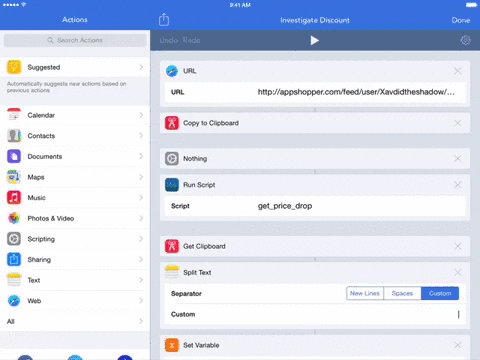 9:41 AM
Actions
Investigate Discount
Done
Search Actions
Undo Redo
Suggested
Automatically suggest new actions based on
previous actions
Calendar
Contacts
Documents
Maps
Music
Photos & Video
Scripting
Sharing
Text
Web
All
URL
URL http://appshopper.com/feed/user/Xavdidtheshadow/...
Copy to Clipboard
Nothing
Run Script
Script get_price_drop
Get Clipboard
Split Text
Separator New Lines Spaces Custom
Custom
Set Variable